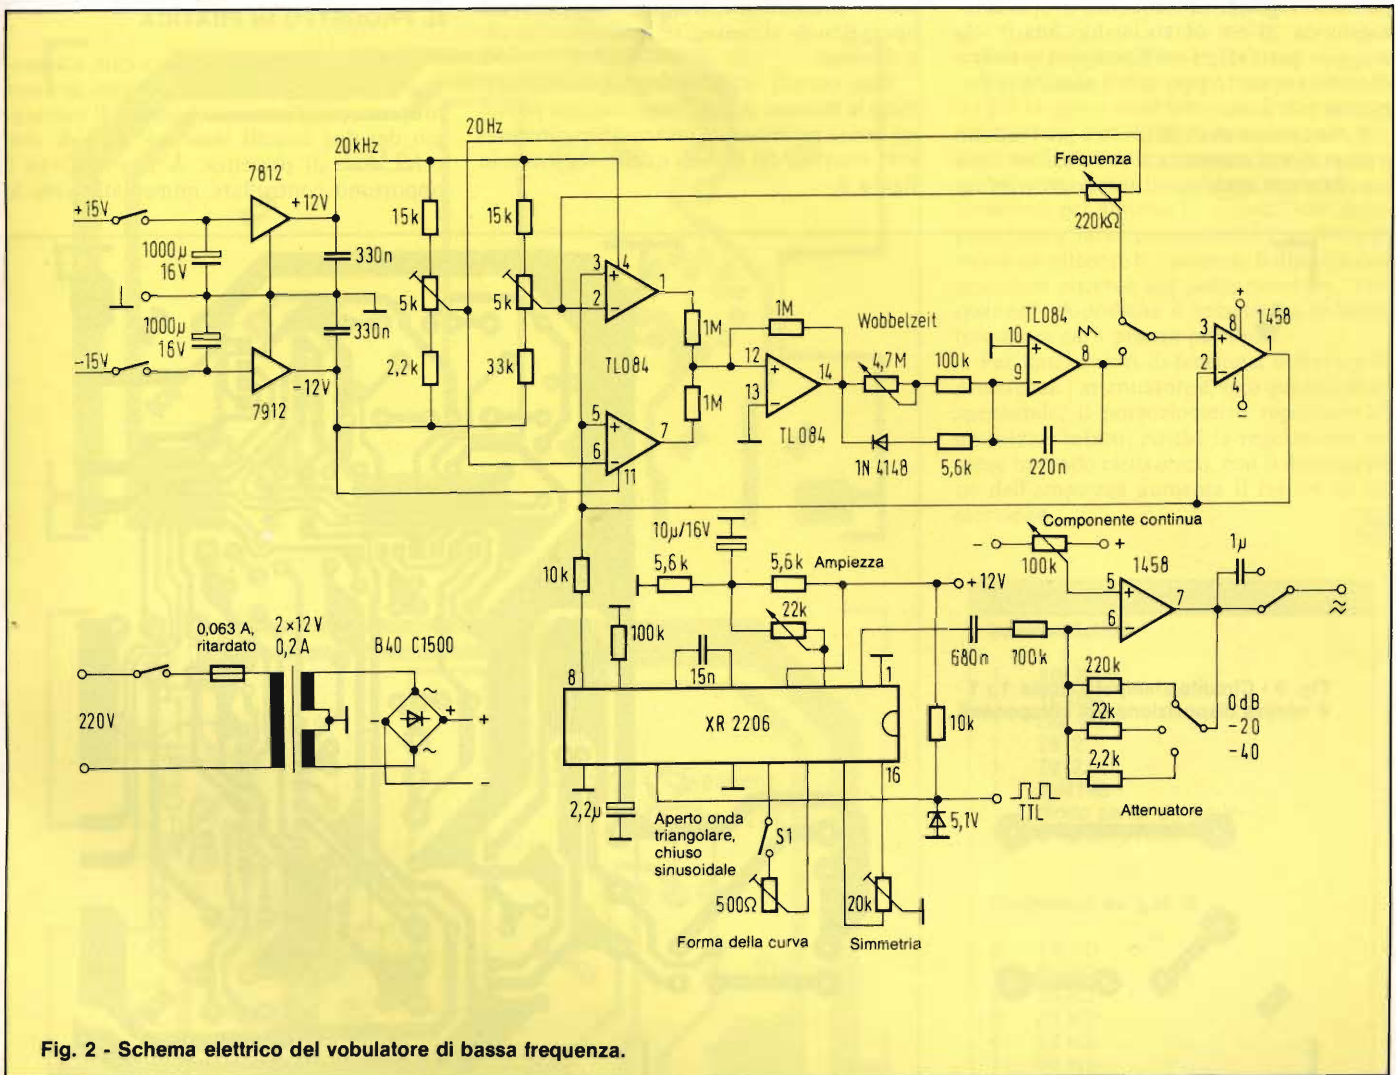 20Hz
20kHz
Frequenza
220kΩ
7812
+15V
+12V
1000µ
16V
330n
15k
15k
5k
5k
2,2k
33k
330n
1000µ
16V
-15V
-12V
7912
3
4
2
1
TL084
5
6
7
11
1M
1M
1M
12
13
14
TL084
Wobbelzeit
4,7M
100k
1N 4148
5,6k
220n
TL084
10
9
8
+
3
8
1458
2
1
4
-
10µ/16V
5,6k
5,6k
Ampiezza
+12V
22k
10k
100k
15n
8
1
XR 2206
16
2,2µ
Aperto onda
triangolare,
chiuso
sinusoidale
S1
500Ω
20k
Forma della curva
Simmetria
10k
5,1V
TTL
680n
100k
Componente continua
- +
100k
1458
5
6
7
1µ
220k
22k
2,2k
0dB
-20
-40
Attenuatore
220V
0,063 A,
ritardato
2×12V
0,2A
B40 C1500
+
-
Fig. 2 - Schema elettrico del vobulatore di bassa frequenza.